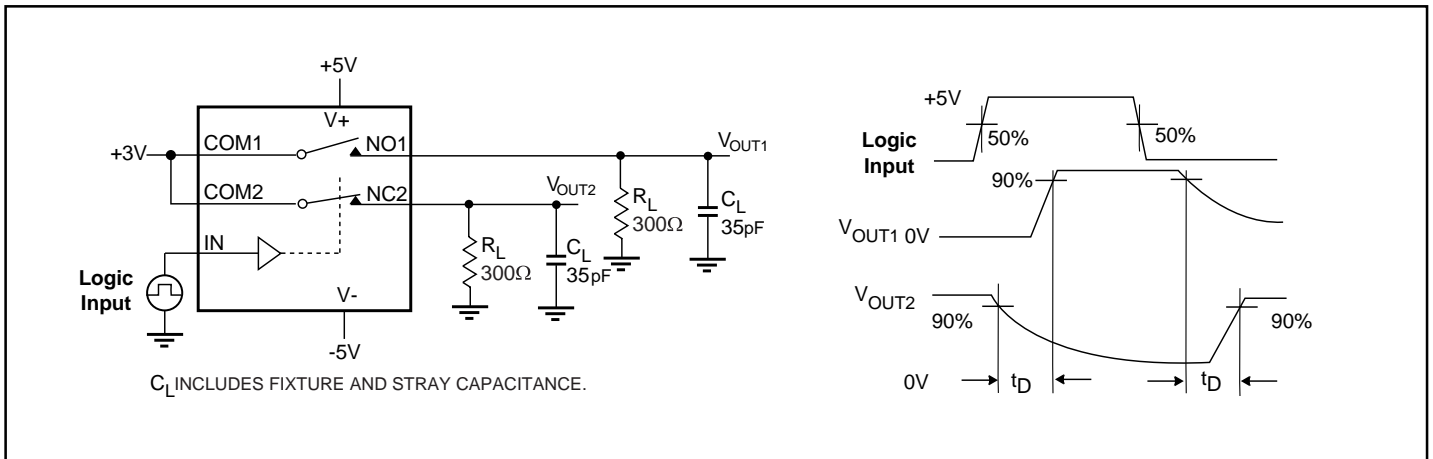 +5V
V+
+3V
COM1
NO1
VOUT1
COM2
NC2
VOUT2
RL
300Ω
CL
35pF
IN
RL
300Ω
CL
35pF
Logic
Input
V-
-5V
CL INCLUDES FIXTURE AND STRAY CAPACITANCE.
+5V
50%
50%
Logic
Input
90%
VOUT1 0V
VOUT2
90%
90%
0V
tD
tD